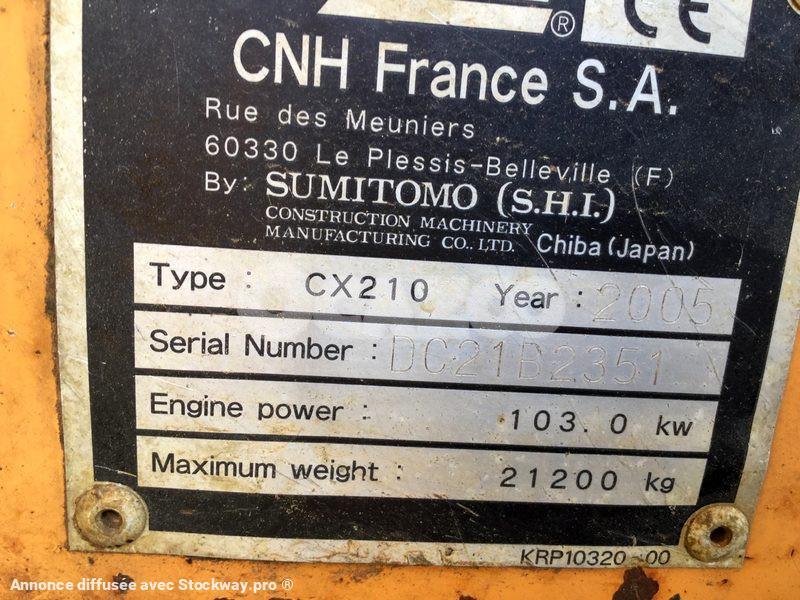 ®
CE
CNH France S.A.
Rue des Meuniers
60330 Le Plessis-Belleville (F)
By: SUMITOMO (S.H.I.)
CONSTRUCTION MACHINERY
MANUFACTURING CO., LTD. Chiba (Japan)
Type : CX210 Year : 2005
Serial Number : DC21B2351
Engine power : 103.0 kw
Maximum weight : 21200 kg
KRP10320-00
Annonce diffusée avec Stockway.pro ®